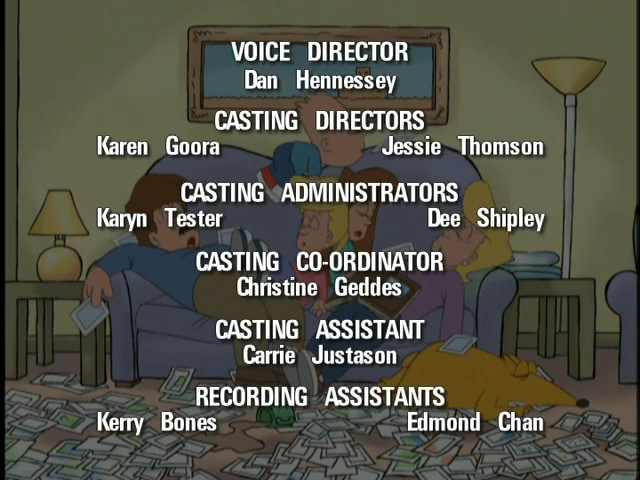 VOICE DIRECTOR
Dan Hennessey
CASTING DIRECTORS
Karen Goora Jessie Thomson
CASTING ADMINISTRATORS
Karyn Tester Dee Shipley
CASTING CO-ORDINATOR
Christine Geddes
CASTING ASSISTANT
Carrie Justason
RECORDING ASSISTANTS
Kerry Bones Edmond Chan